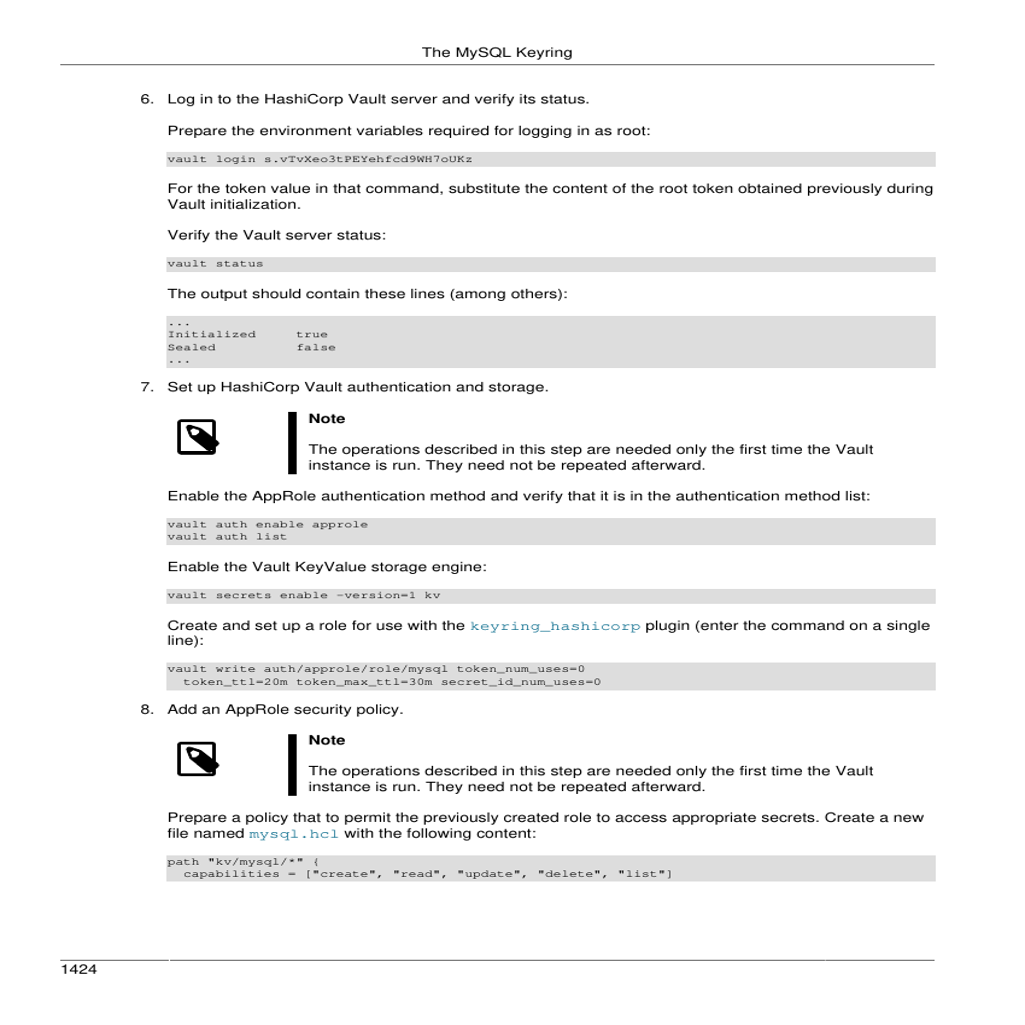 The MySQL Keyring
6. Log in to the HashiCorp Vault server and verify its status.
Prepare the environment variables required for logging in as root:
vault login s.vTvXeo3tPEYehfcd9WH7oUKz
For the token value in that command, substitute the content of the root token obtained previously during
Vault initialization.
Verify the Vault server status:
vault status
The output should contain these lines (among others):
...
Initialized     true
Sealed          false
...
7. Set up HashiCorp Vault authentication and storage.
Note
The operations described in this step are needed only the first time the Vault
instance is run. They need not be repeated afterward.
Enable the AppRole authentication method and verify that it is in the authentication method list:
vault auth enable approle
vault auth list
Enable the Vault KeyValue storage engine:
vault secrets enable -version=1 kv
Create and set up a role for use with the keyring_hashicorp plugin (enter the command on a single
line):
vault write auth/approle/role/mysql token_num_uses=0
  token_ttl=20m token_max_ttl=30m secret_id_num_uses=0
8. Add an AppRole security policy.
Note
The operations described in this step are needed only the first time the Vault
instance is run. They need not be repeated afterward.
Prepare a policy that to permit the previously created role to access appropriate secrets. Create a new
file named mysql.hcl with the following content:
path "kv/mysql/*" {
  capabilities = ["create", "read", "update", "delete", "list"]
1424